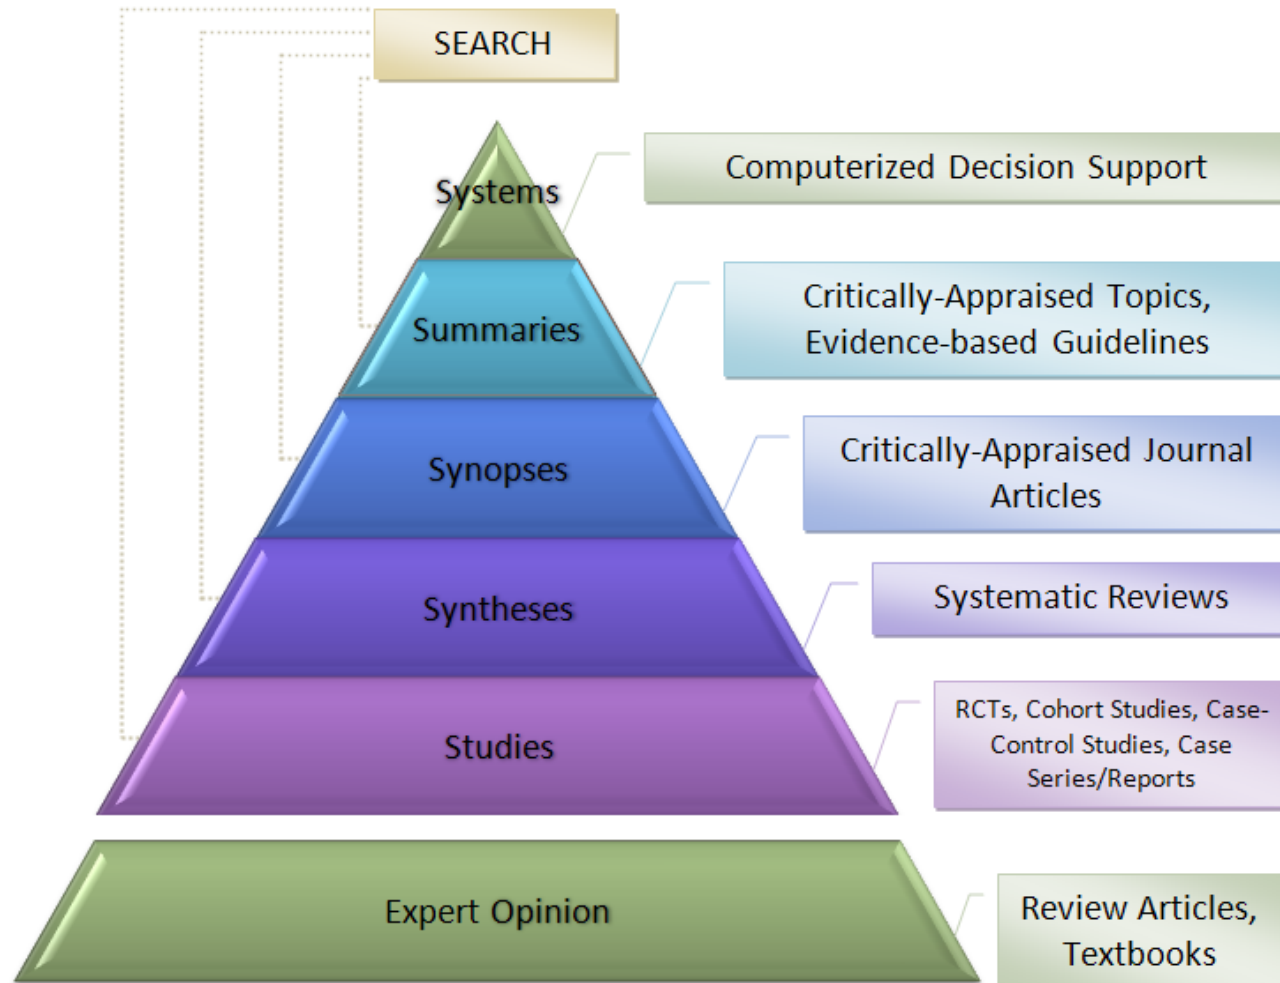 SEARCH
Systems
Computerized Decision Support
Summaries
Critically-Appraised Topics,
Evidence-based Guidelines
Synopses
Critically-Appraised Journal
Articles
Syntheses
Systematic Reviews
Studies
RCTs, Cohort Studies, Case-
Control Studies, Case
Series/Reports
Expert Opinion
Review Articles,
Textbooks